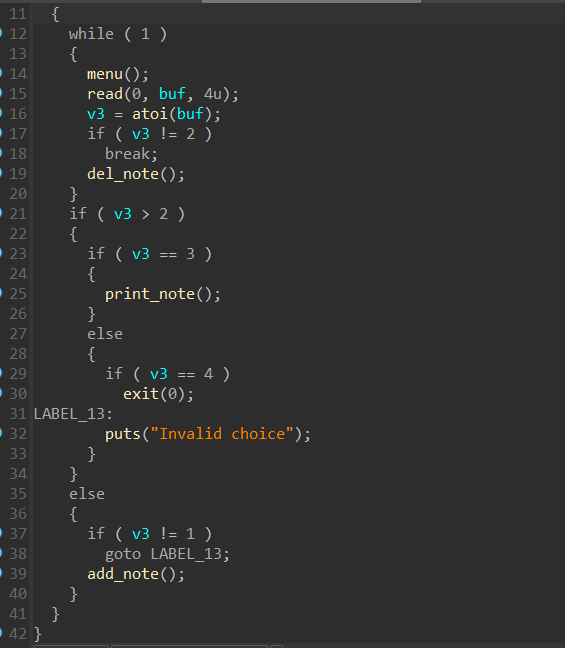 11 {
12 while ( 1 )
13 {
14 menu();
15 read(0, buf, 4u);
16 v3 = atoi(buf);
17 if ( v3 != 2 )
18 break;
19 del_note();
20 }
21 if ( v3 > 2 )
22 {
23 if ( v3 == 3 )
24 {
25 print_note();
26 }
27 else
28 {
29 if ( v3 == 4 )
30 exit(0);
31 LABEL_13:
32 puts("Invalid choice");
33 }
34 }
35 else
36 {
37 if ( v3 != 1 )
38 goto LABEL_13;
39 add_note();
40 }
41 }
42 }